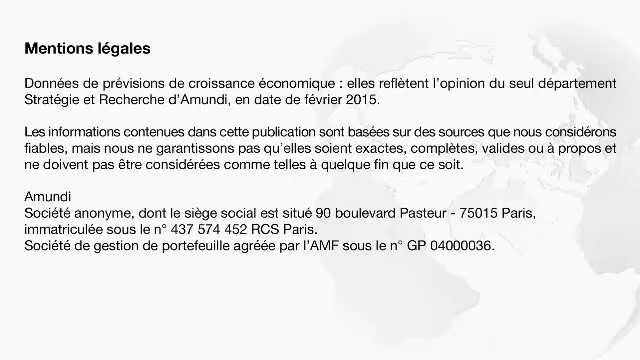 Mentions légales
Données de prévisions de croissance économique : elles reflètent l'opinion du seul département
Stratégie et Recherche d'Amundi, en date de février 2015.
Les informations contenues dans cette publication sont basées sur des sources que nous considérons
fiables, mais nous ne garantissons pas qu'elles soient exactes, complètes, valides ou à propos et
ne doivent pas être considérées comme telles à quelque fin que ce soit.
Amundi
Société anonyme, dont le siège social est situé 90 boulevard Pasteur - 75015 Paris,
immatriculée sous le n° 437 574 452 RCS Paris.
Société de gestion de portefeuille agréée par l'AMF sous le n° GP 04000036.